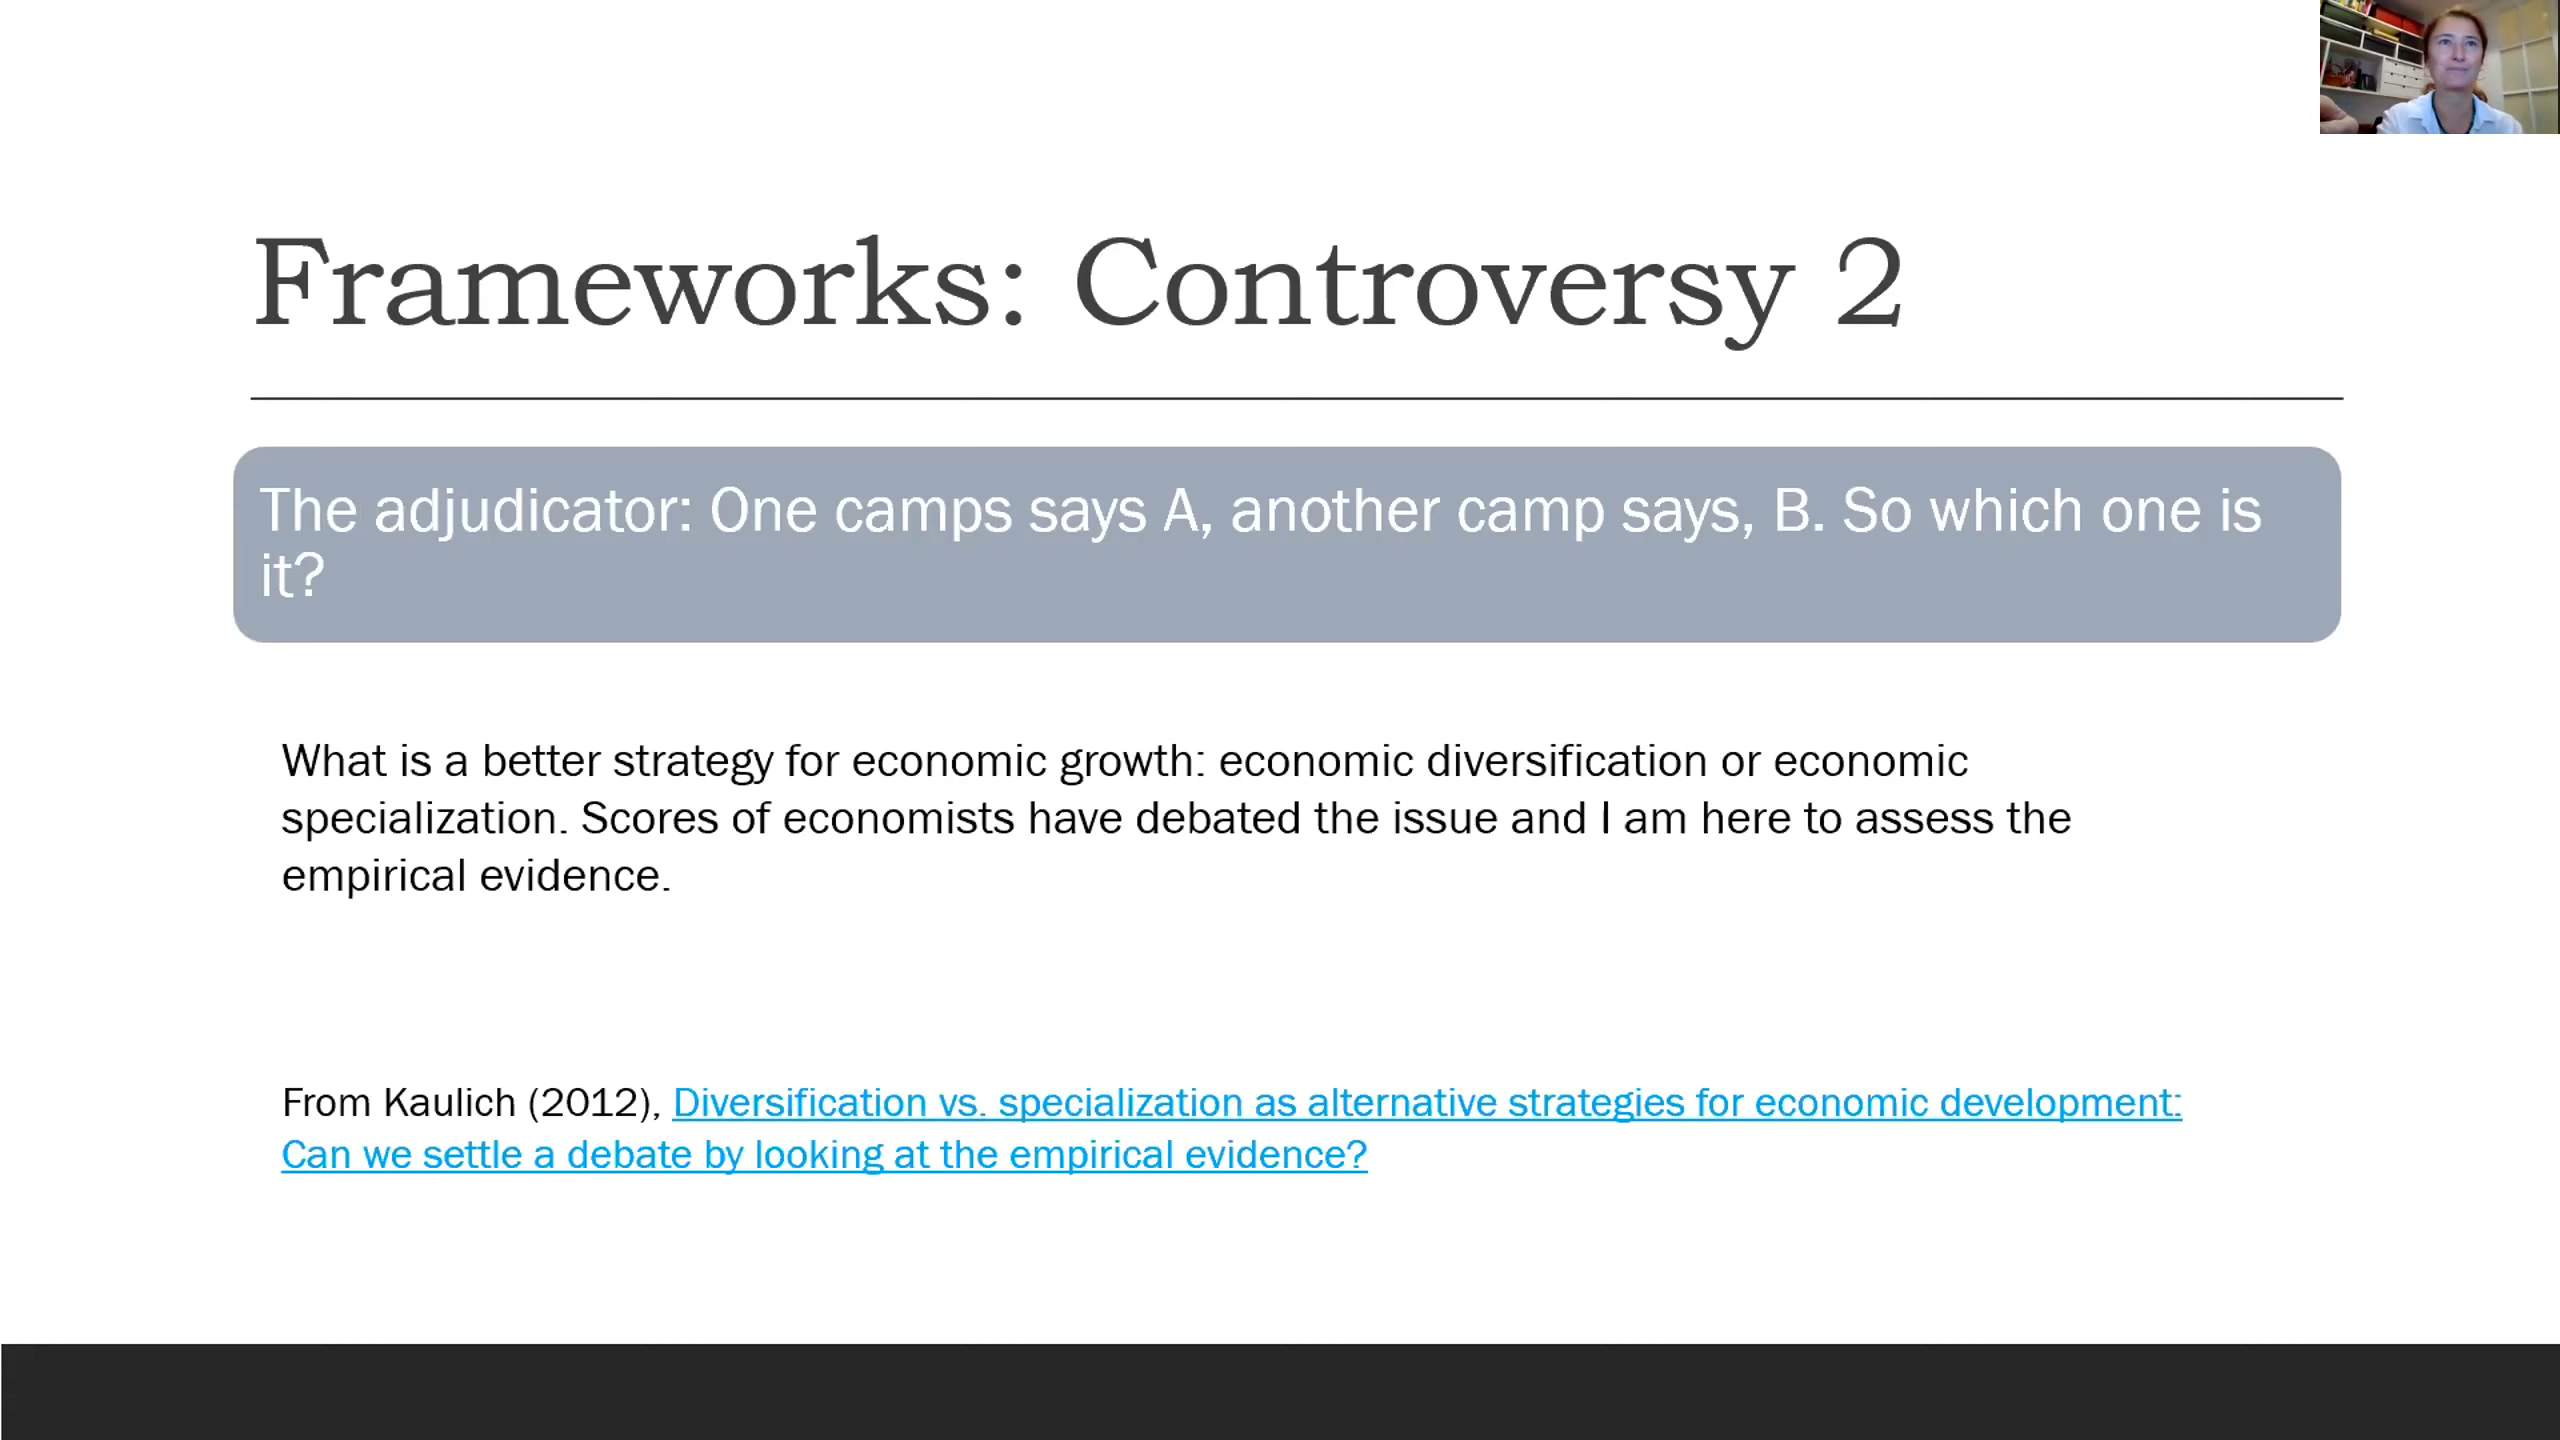 Frameworks: Controversy 2
The adjudicator: One camps says A, another camp says, B. So which one is
it?
What is a better strategy for economic growth: economic diversification or economic
specialization. Scores of economists have debated the issue and I am here to assess the
empirical evidence.
From Kaulich (2012), Diversification vs. specialization as alternative strategies for economic development:
Can we settle a debate by looking at the empirical evidence?